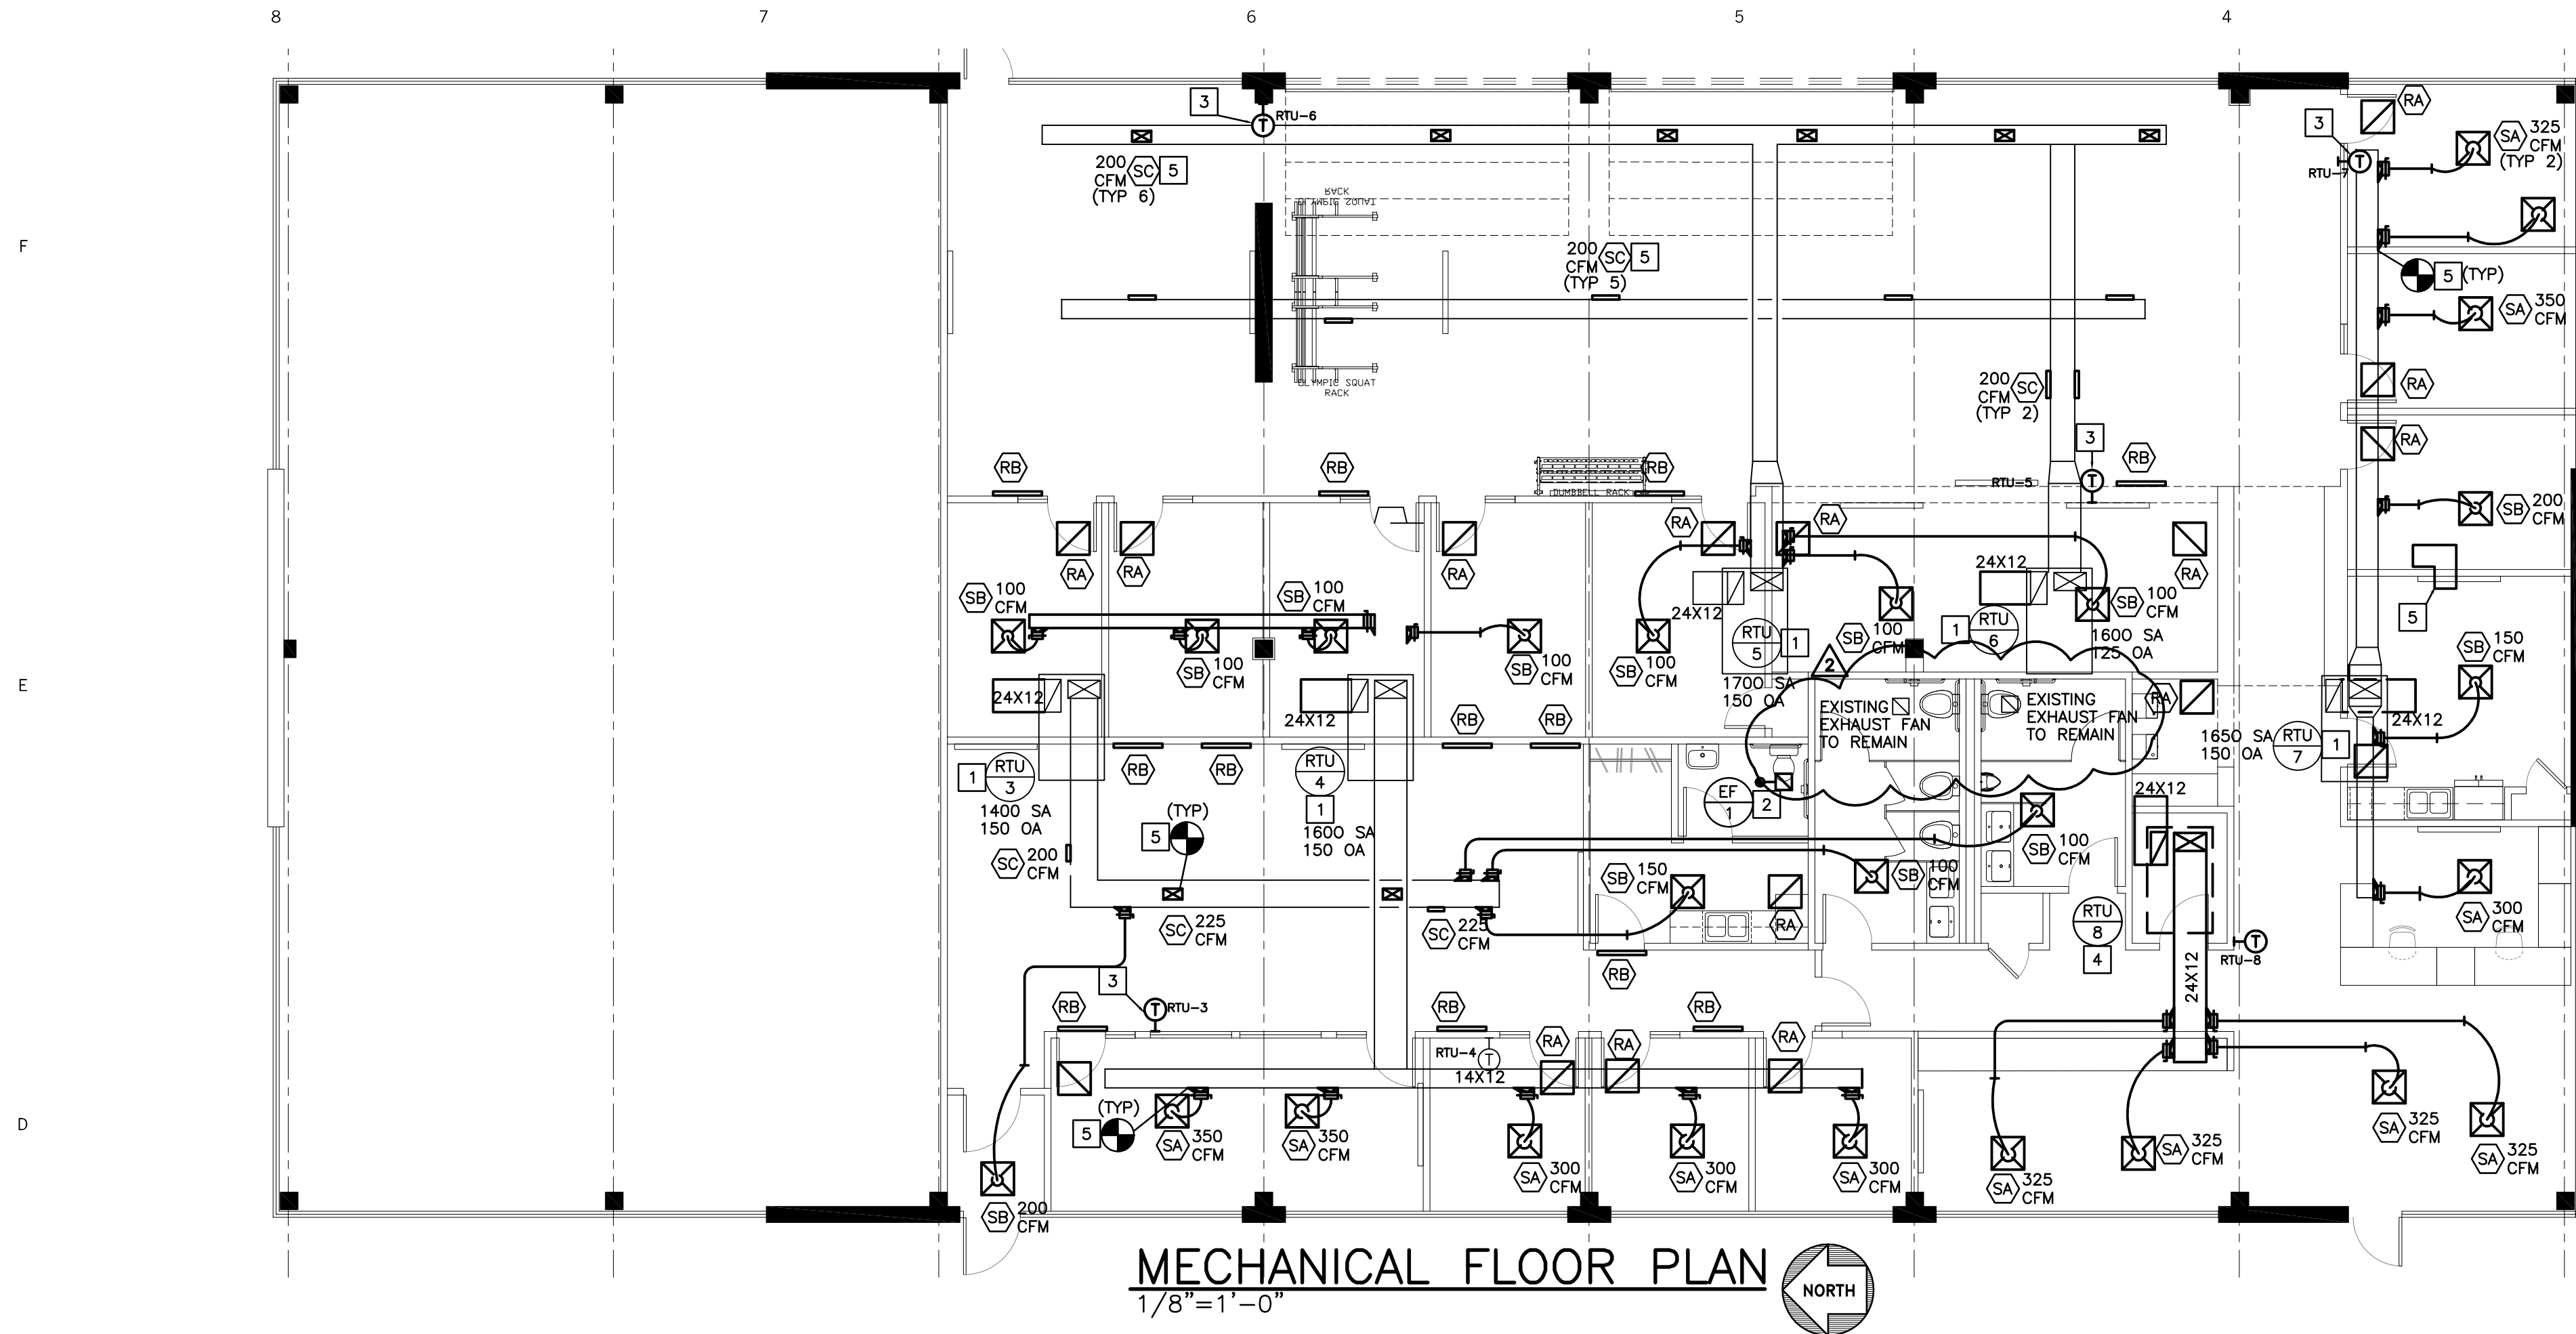 8 7 6 5 4
F
E
D
3
RTU-6
200
CFM
(TYP 6)
SC
5
OLYMPIC SQUAT
RACK
OLYMPIC SQUAT
RACK
200
CFM
(TYP 5)
SC
5
200
CFM
(TYP 2)
SC
3
RTU-5
RB
RB
RB
RB
DUMBBELL RACK
3
RTU-7
RA
SA
325
CFM
(TYP 2)
5
(TYP)
SA
350
CFM
RA
RA
SB
200
CFM
5
SB
150
CFM
24X12
1650 SA
150 OA
RTU
7
1
SA
300
CFM
RA
RA
RA
RA
RA
RA
SB
100
CFM
SB
100
CFM
SB
100
CFM
SB
100
CFM
SB
100
CFM
24X12
RTU
5
1
1700 SA
150 OA
SB
100
CFM
2
24X12
1
RTU
6
SB
100
CFM
1600 SA
125 OA
24X12
24X12
RB
RB
RB
RB
EXISTING
EXHAUST FAN
TO REMAIN
EXISTING
EXHAUST FAN
TO REMAIN
RA
1
RTU
3
1400 SA
150 OA
RTU
4
1
1600 SA
150 OA
EF
1
2
24X12
SC
200
CFM
(TYP)
5
SC
225
CFM
SC
225
CFM
SB
150
CFM
RA
SB
100
CFM
SB
100
CFM
RTU
8
4
24X12
RTU-8
RB
3
RTU-3
RB
RB
RB
RTU-4
14X12
RA
RA
RA
(TYP)
5
SA
350
CFM
SA
350
CFM
SA
300
CFM
SA
300
CFM
SA
300
CFM
SA
325
CFM
SA
325
CFM
SA
325
CFM
SA
325
CFM
SB
200
CFM
MECHANICAL FLOOR PLAN
1/8"=1'-0"
NORTH